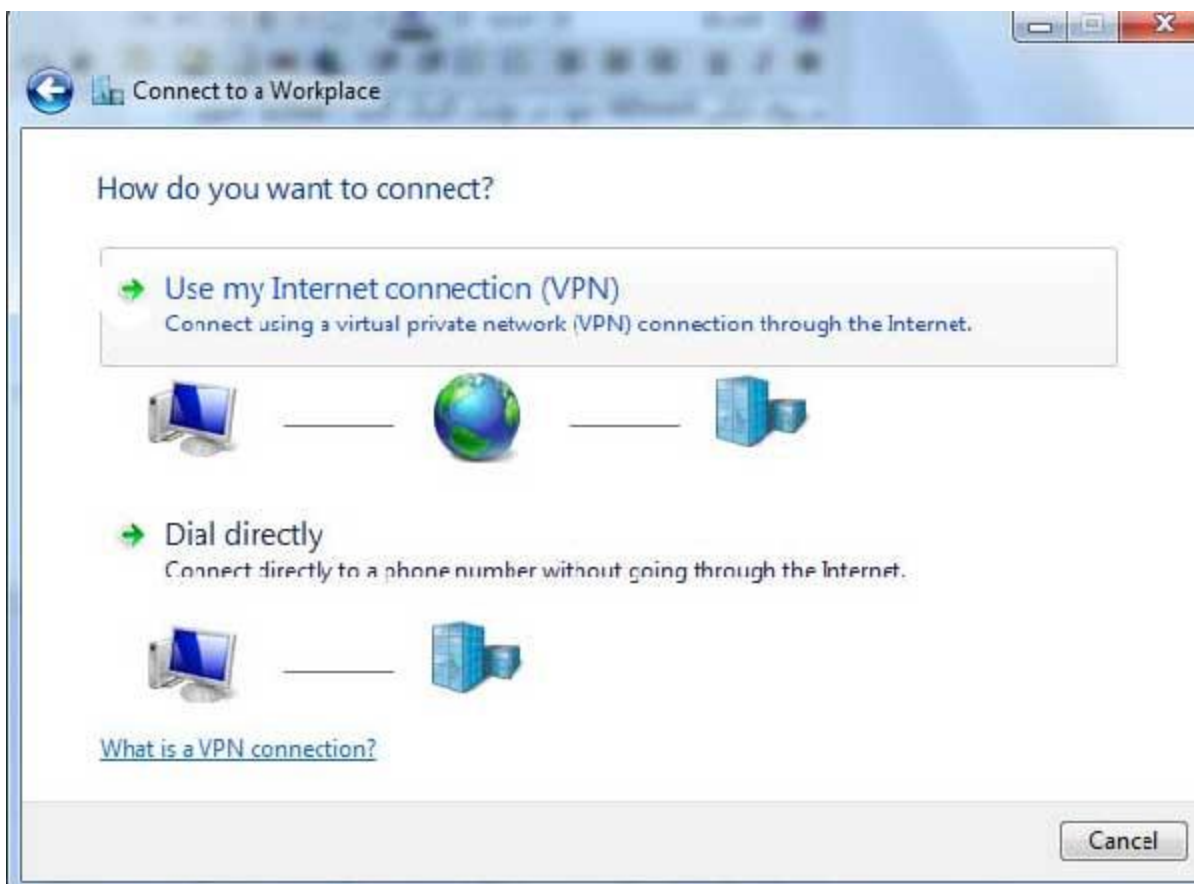 Connect to a Workplace
How do you want to connect?
Use my Internet connection (VPN)
Connect using a virtual private network (VPN) connection through the Internet.
Dial directly
Connect directly to a phone number without going through the Internet.
What is a VPN connection?
Cancel